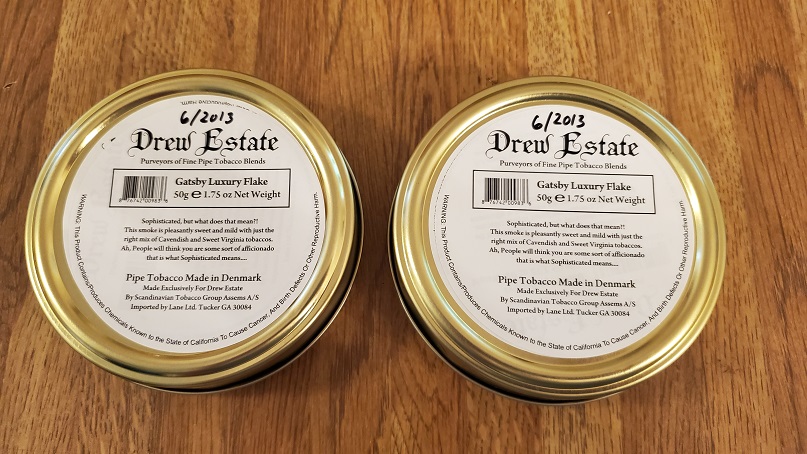 6/2013
Drew Estate
Purveyors of Fine Pipe Tobacco Blends
Gatsby Luxury Flake
50g ℮ 1.75 oz Net Weight
8 76742 00983 6
Sophisticated, but what does that mean?!
This smoke is pleasantly sweet and mild with just the
right mix of Cavendish and Sweet Virginia tobaccos.
Ah, People will think you are some sort of afficionado
that is what Sophisticated means....
Pipe Tobacco Made in Denmark
Made Exclusively For Drew Estate
By Scandinavian Tobacco Group Assems A/S
Imported by Lane Ltd. Tucker GA 30084
WARNING: This Product Contains/Produces Chemicals Known to the State of California To Cause Cancer, And Birth Defects Or Other Reproductive Harm.
6/2013
Drew Estate
Purveyors of Fine Pipe Tobacco Blends
Gatsby Luxury Flake
50g ℮ 1.75 oz Net Weight
8 76742 00983 6
Sophisticated, but what does that mean?!
This smoke is pleasantly sweet and mild with just the
right mix of Cavendish and Sweet Virginia tobaccos.
Ah, People will think you are some sort of afficionado
that is what Sophisticated means....
Pipe Tobacco Made in Denmark
Made Exclusively For Drew Estate
By Scandinavian Tobacco Group Assems A/S
Imported by Lane Ltd. Tucker GA 30084
WARNING: This Product Contains/Produces Chemicals Known to the State of California To Cause Cancer, And Birth Defects Or Other Reproductive Harm.